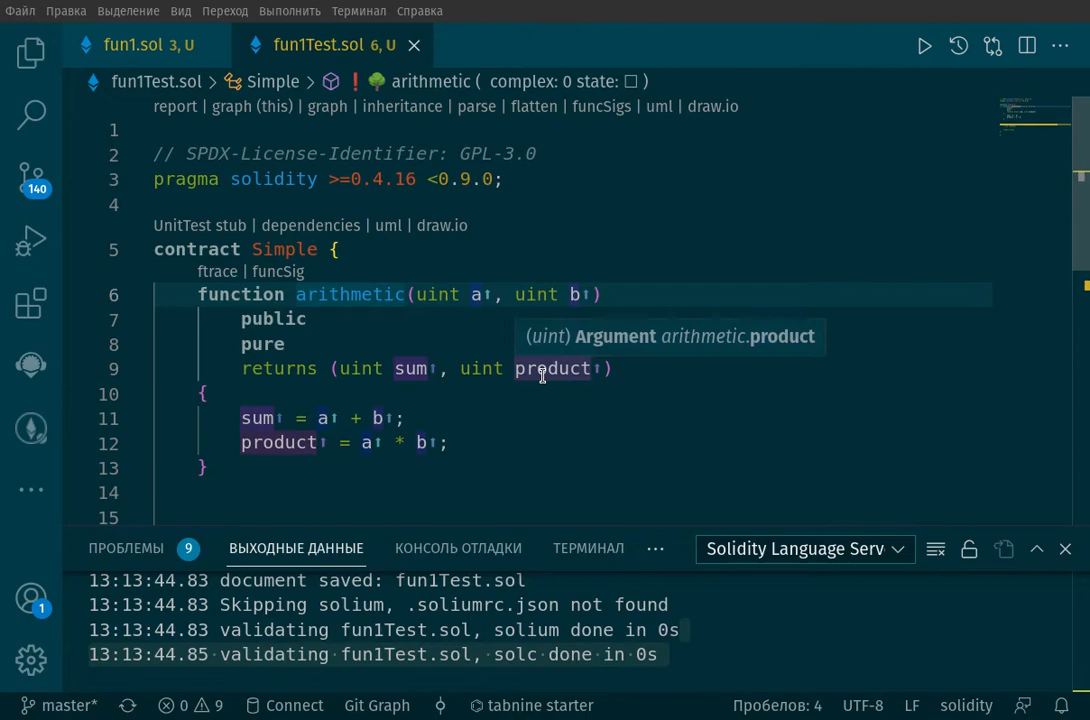 Файл Правка Выделение Вид Переход Выполнить Терминал Справка
fun1.sol 3, U fun1Test.sol 6, U
fun1Test.sol > Simple > arithmetic ( complex: 0 state: ☐ )
report | graph (this) | graph | inheritance | parse | flatten | funcSigs | uml | draw.io
1
2 // SPDX-License-Identifier: GPL-3.0
3 pragma solidity >=0.4.16 <0.9.0;
4
UnitTest stub | dependencies | uml | draw.io
5 contract Simple {
ftrace | funcSig
6 function arithmetic(uint a⬆, uint b⬆)
7 public
(uint) Argument arithmetic.product
8 pure
9 returns (uint sum⬆, uint product⬆)
10 {
11 sum⬆ = a⬆ + b⬆;
12 product⬆ = a⬆ * b⬆;
13 }
14
15
140
1
ПРОБЛЕМЫ 9 ВЫХОДНЫЕ ДАННЫЕ КОНСОЛЬ ОТЛАДКИ ТЕРМИНАЛ ··· Solidity Language Serv
13:13:44.83 document saved: fun1Test.sol
13:13:44.83 Skipping solium, .soliumrc.json not found
13:13:44.83 validating fun1Test.sol, solium done in 0s
13:13:44.85 validating fun1Test.sol, solc done in 0s
master* 0 9 Connect Git Graph tabnine starter Пробелов: 4 UTF-8 LF solidity